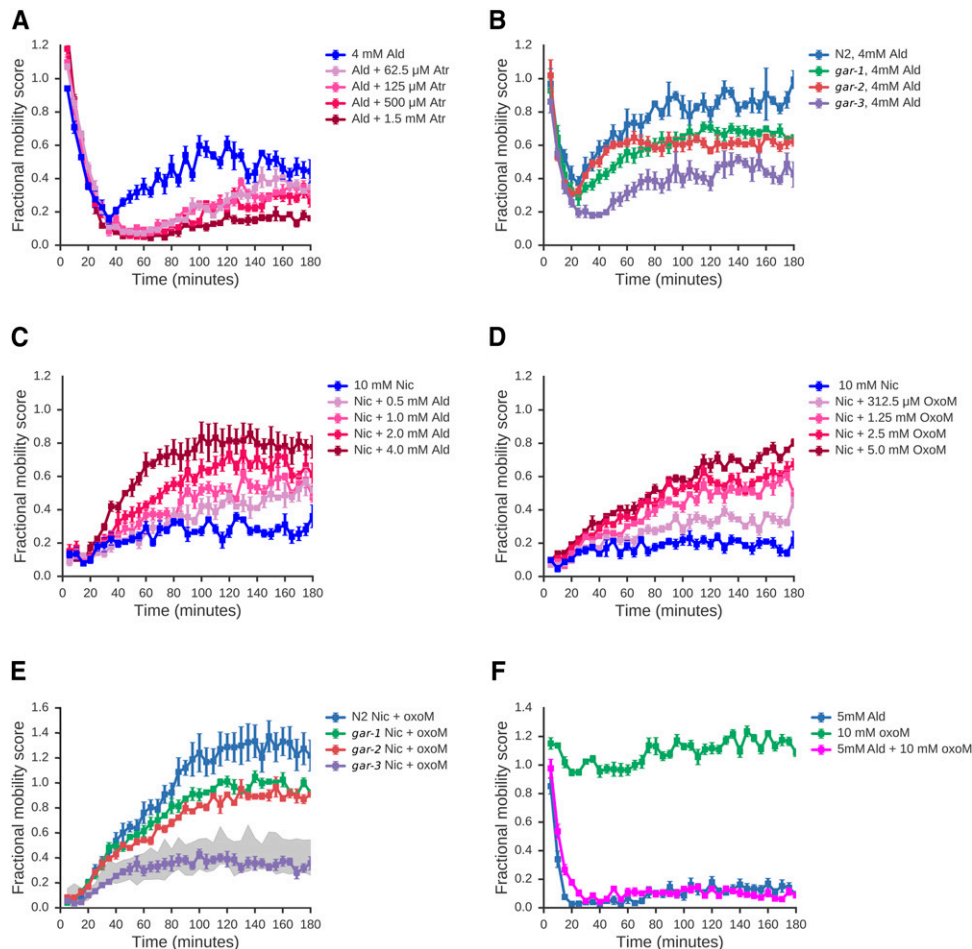 A
Fractional mobility score
1.2
1.0
0.8
0.6
0.4
0.2
0.0
0 20 40 60 80 100 120 140 160 180
Time (minutes)
4 mM Ald
Ald + 62.5 μM Atr
Ald + 125 μM Atr
Ald + 500 μM Atr
Ald + 1.5 mM Atr
B
Fractional mobility score
1.2
1.0
0.8
0.6
0.4
0.2
0.0
0 20 40 60 80 100 120 140 160 180
Time (minutes)
N2, 4mM Ald
gar-1, 4mM Ald
gar-2, 4mM Ald
gar-3, 4mM Ald
C
Fractional mobility score
1.2
1.0
0.8
0.6
0.4
0.2
0.0
0 20 40 60 80 100 120 140 160 180
Time (minutes)
10 mM Nic
Nic + 0.5 mM Ald
Nic + 1.0 mM Ald
Nic + 2.0 mM Ald
Nic + 4.0 mM Ald
D
Fractional mobility score
1.2
1.0
0.8
0.6
0.4
0.2
0.0
0 20 40 60 80 100 120 140 160 180
Time (minutes)
10 mM Nic
Nic + 312.5 μM OxoM
Nic + 1.25 mM OxoM
Nic + 2.5 mM OxoM
Nic + 5.0 mM OxoM
E
Fractional mobility score
1.6
1.4
1.2
1.0
0.8
0.6
0.4
0.2
0.0
0 20 40 60 80 100 120 140 160 180
Time (minutes)
N2 Nic + oxoM
gar-1 Nic + oxoM
gar-2 Nic + oxoM
gar-3 Nic + oxoM
F
Fractional mobility score
1.4
1.2
1.0
0.8
0.6
0.4
0.2
0.0
0 20 40 60 80 100 120 140 160 180
Time (minutes)
5mM Ald
10 mM oxoM
5mM Ald + 10 mM oxoM